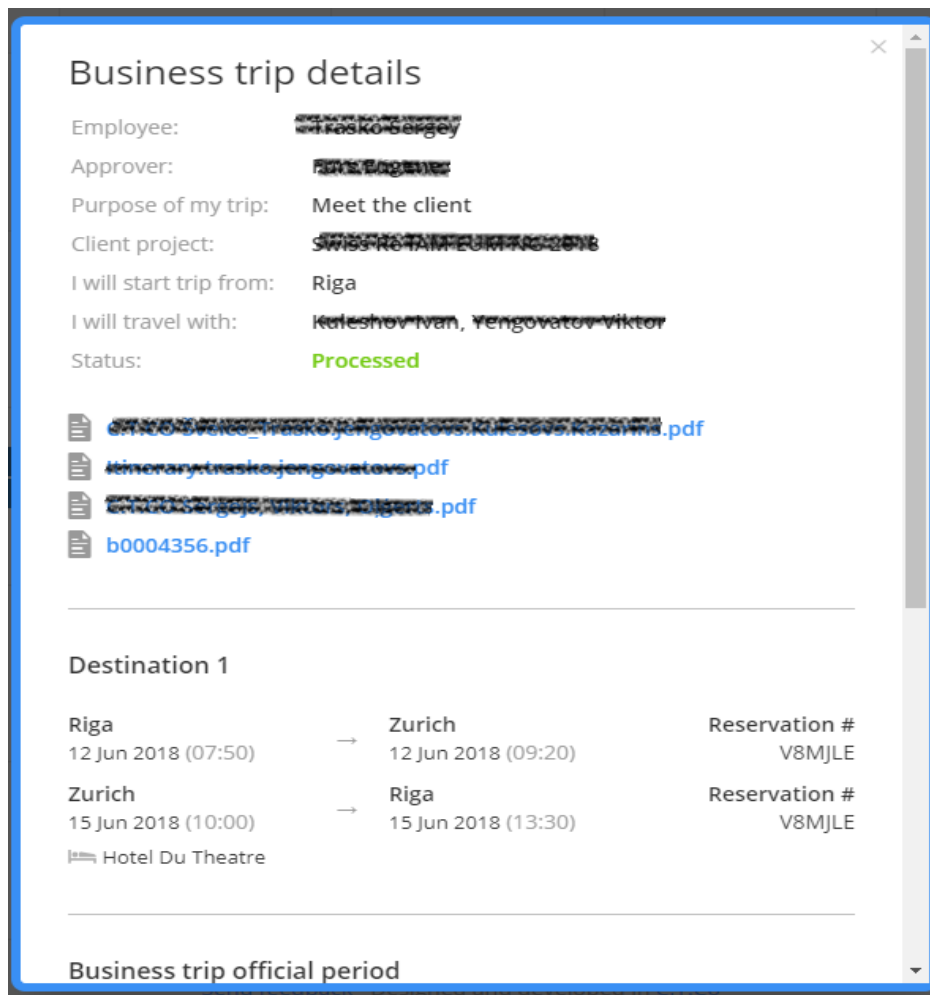 Business trip details
Employee:
Approver:
Purpose of my trip: Meet the client
Client project:
I will start trip from: Riga
I will travel with:
Status: Processed
.pdf
.pdf
.pdf
b0004356.pdf
Destination 1
Riga → Zurich Reservation #
12 Jun 2018 (07:50) 12 Jun 2018 (09:20) V8MJLE
Zurich → Riga Reservation #
15 Jun 2018 (10:00) 15 Jun 2018 (13:30) V8MJLE
Hotel Du Theatre
Business trip official period